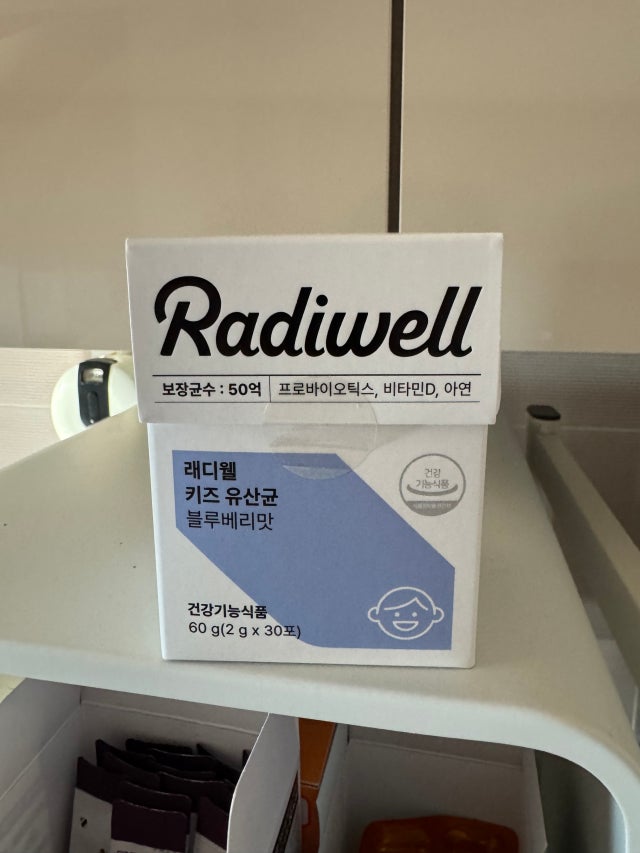 Radiwell
보장균수 : 50억 프로바이오틱스, 비타민D, 아연
래디웰
키즈 유산균
블루베리맛
건강
기능식품
건강기능식품
60 g(2 g x 30포)